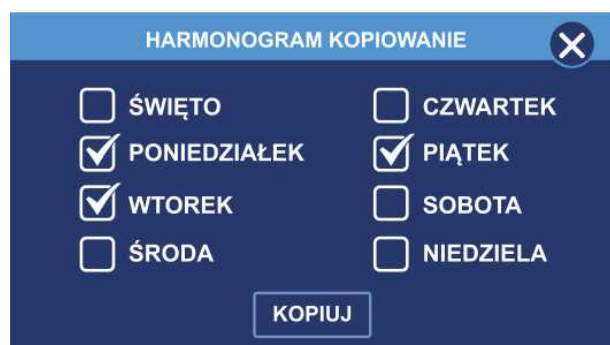 HARMONOGRAM KOPIOWANIE
ŚWIĘTO
PONIEDZIAŁEK
WTOREK
ŚRODA
CZWARTEK
PIĄTEK
SOBOTA
NIEDZIELA
KOPIUJ